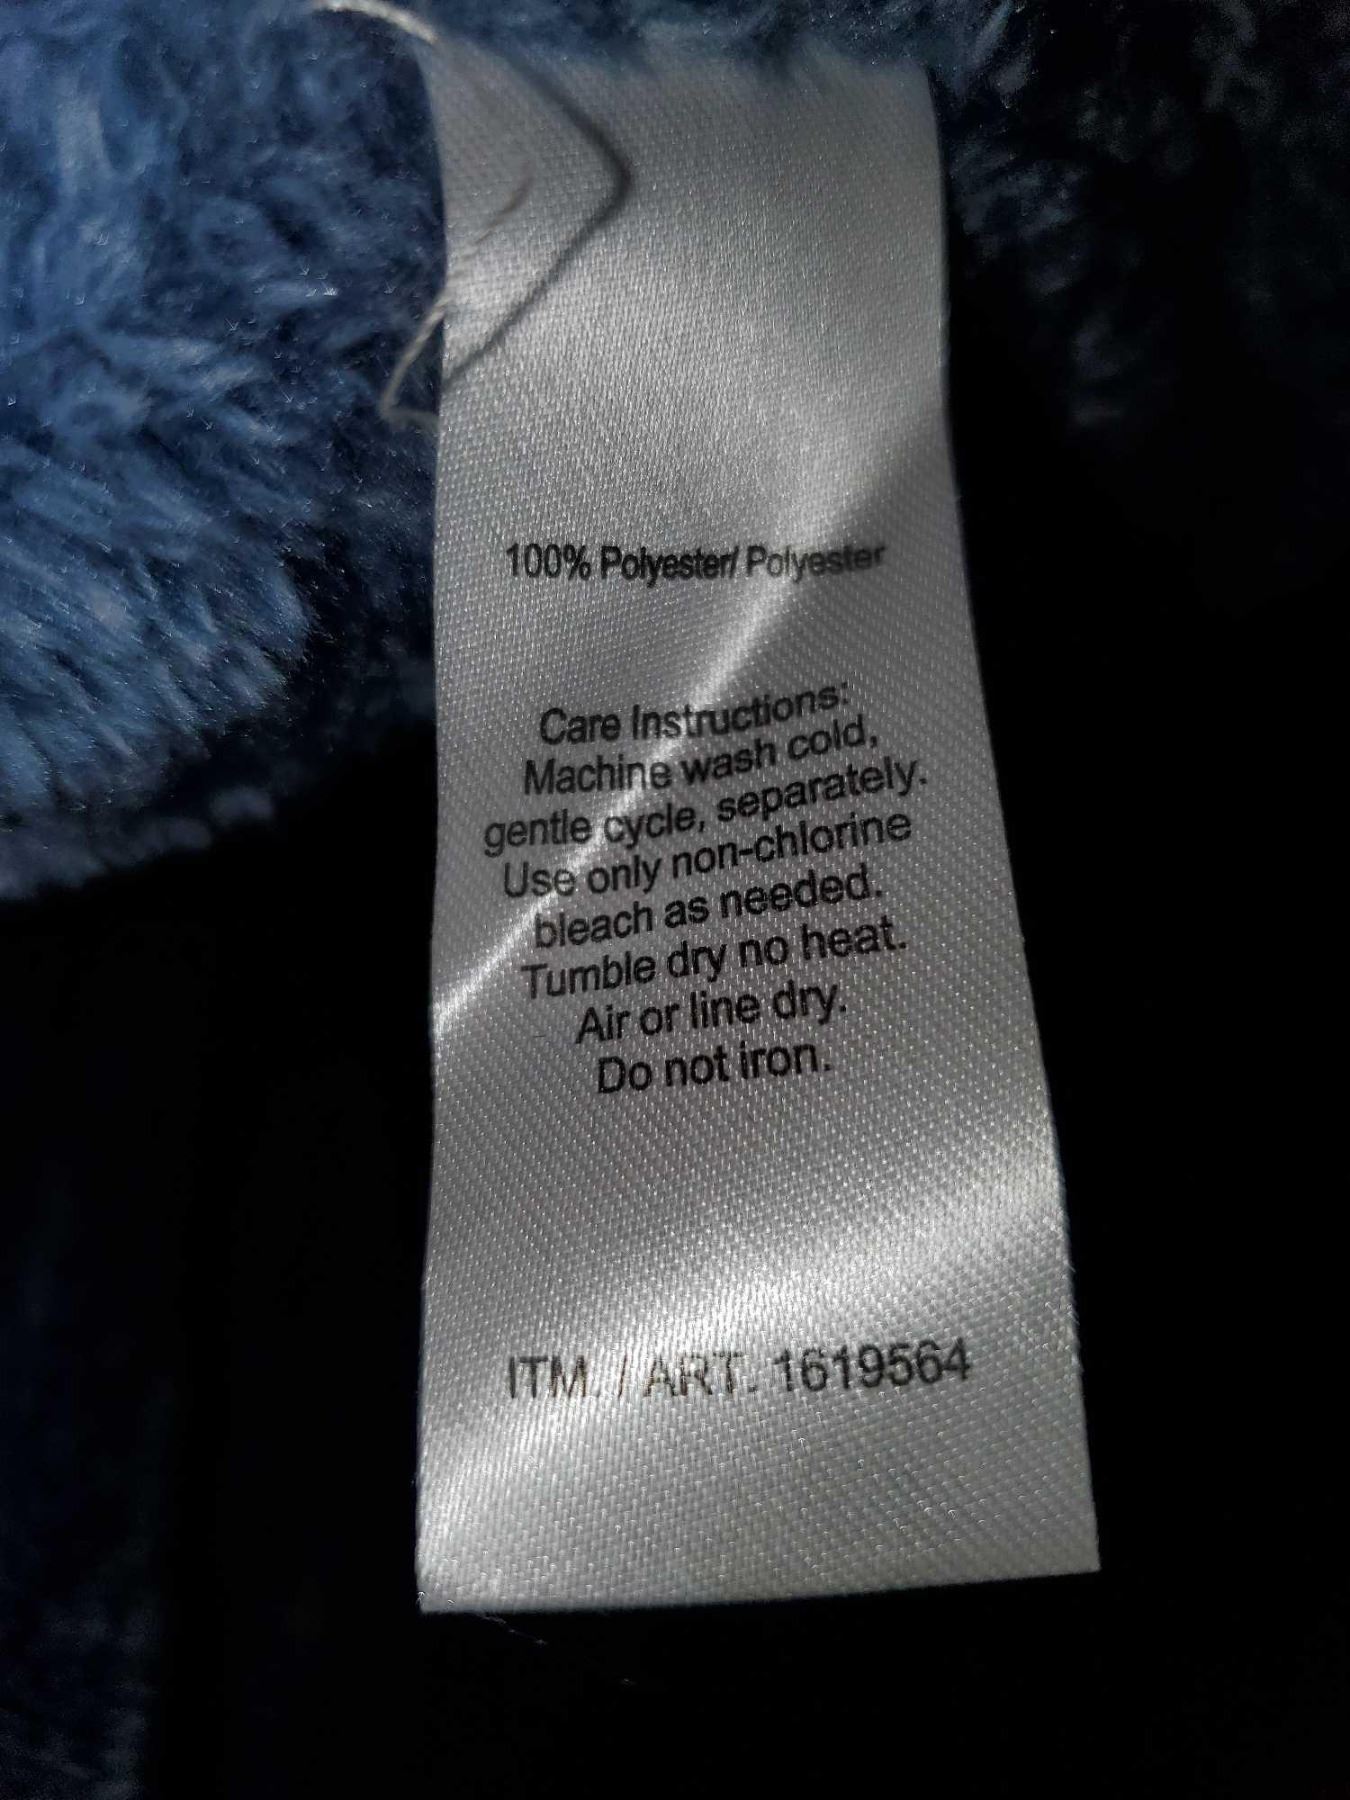 100% Polyester/ Polyester
Care Instructions:
Machine wash cold,
gentle cycle, separately.
Use only non-chlorine
bleach as needed.
Tumble dry no heat.
Air or line dry.
Do not iron.
ITM. / ART. 1619564